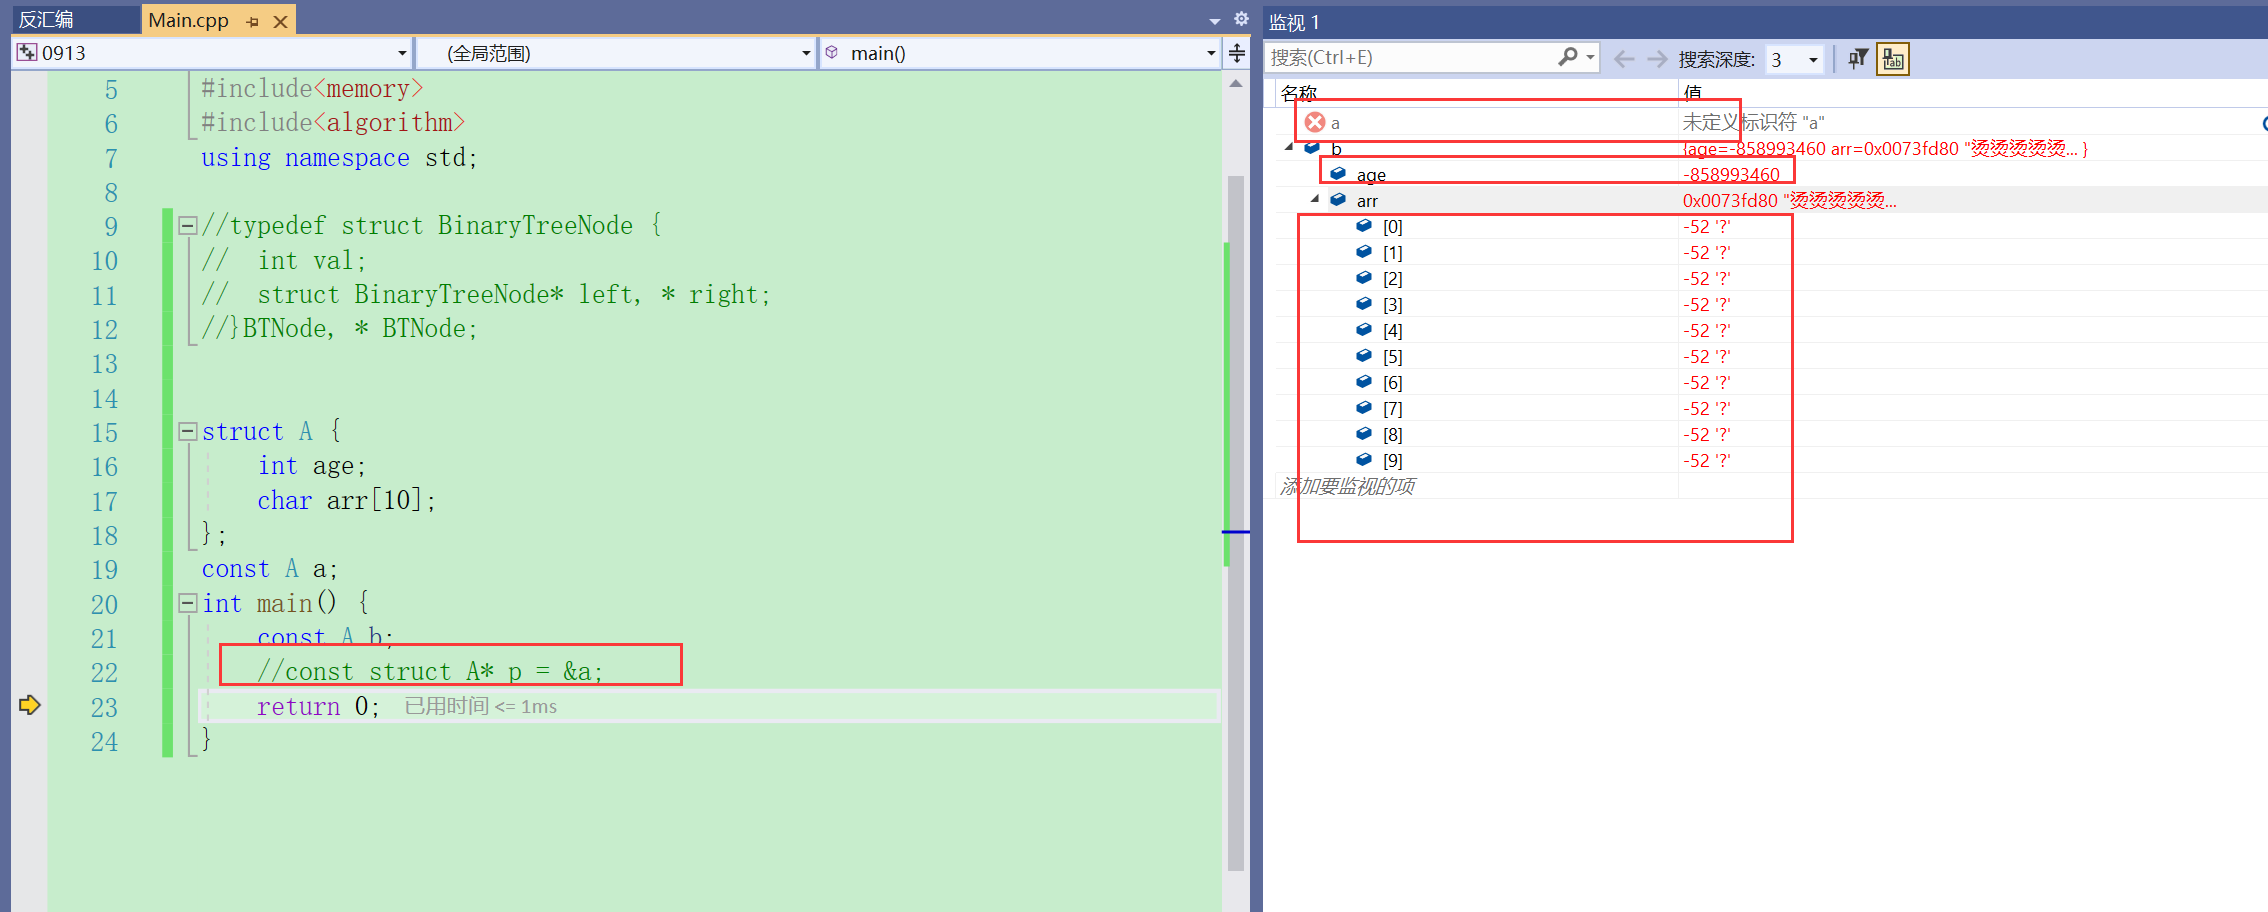 反汇编
Main.cpp
0913
(全局范围)
main()
5 #include<memory>
6 #include<algorithm>
7 using namespace std;
8
9 //typedef struct BinaryTreeNode {
10 //  int val;
11 //  struct BinaryTreeNode* left, * right;
12 //}BTNode, * BTNode;
13
14
15 struct A {
16 int age;
17 char arr[10];
18 };
19 const A a;
20 int main() {
21 const A b;
22 //const struct A* p = &a;
23 return 0; 已用时间 <= 1ms
24 }
监视 1
搜索(Ctrl+E)
搜索深度: 3
名称 值
a 未定义标识符 "a"
b {age=-858993460 arr=0x0073fd80 "烫烫烫烫烫... }
age -858993460
arr 0x0073fd80 "烫烫烫烫烫...
[0] -52 '?'
[1] -52 '?'
[2] -52 '?'
[3] -52 '?'
[4] -52 '?'
[5] -52 '?'
[6] -52 '?'
[7] -52 '?'
[8] -52 '?'
[9] -52 '?'
添加要监视的项